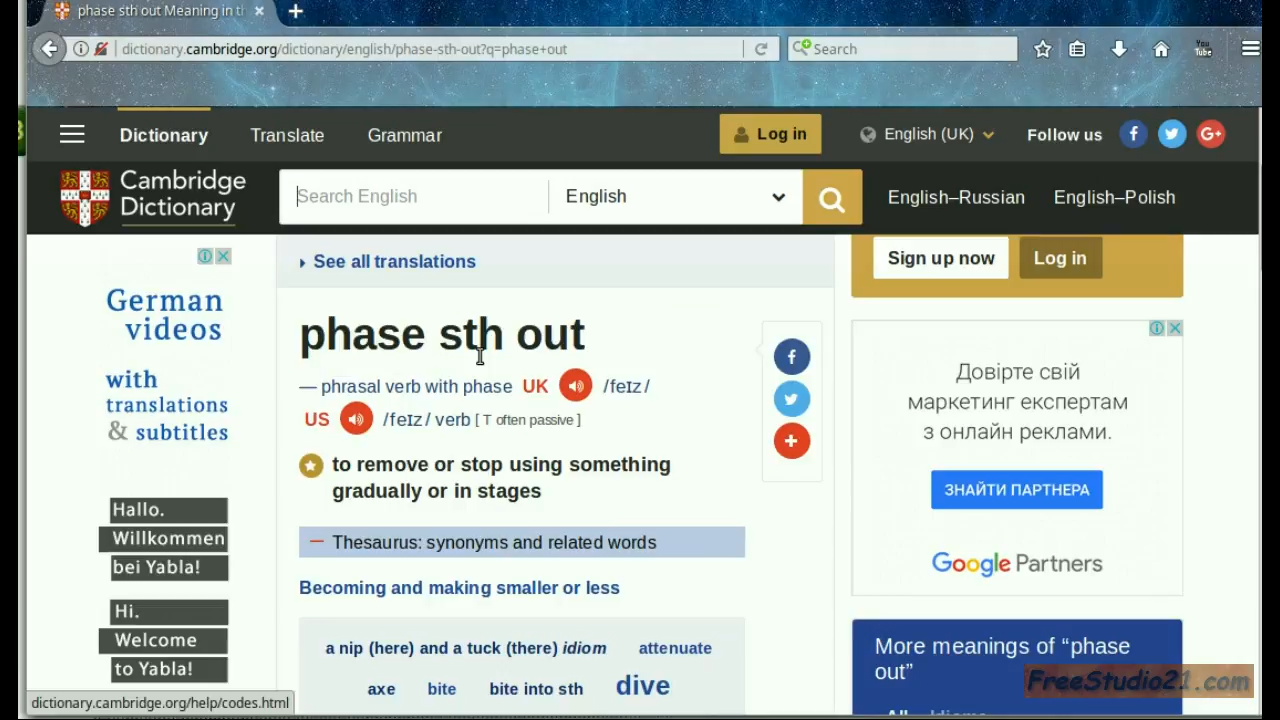 phase sth out Meaning in th
dictionary.cambridge.org/dictionary/english/phase-sth-out?q=phase+out
Search
You Tube
Dictionary Translate Grammar
Log in
English (UK)
Follow us
Cambridge Dictionary
Search English
English
English–Russian English–Polish
See all translations
Sign up now Log in
German videos
with translations & subtitles
Hallo.
Willkommen
bei Yabla!
Hi.
Welcome
to Yabla!
phase sth out
— phrasal verb with phase UK /feɪz/
US /feɪz/ verb [ T often passive ]
to remove or stop using something
gradually or in stages
– Thesaurus: synonyms and related words
Becoming and making smaller or less
a nip (here) and a tuck (there) idiom attenuate
axe bite bite into sth dive
Довірте свій
маркетинг експертам
з онлайн реклами.
ЗНАЙТИ ПАРТНЕРА
Google Partners
More meanings of “phase
out”
FreeStudio21.com
dictionary.cambridge.org/help/codes.html